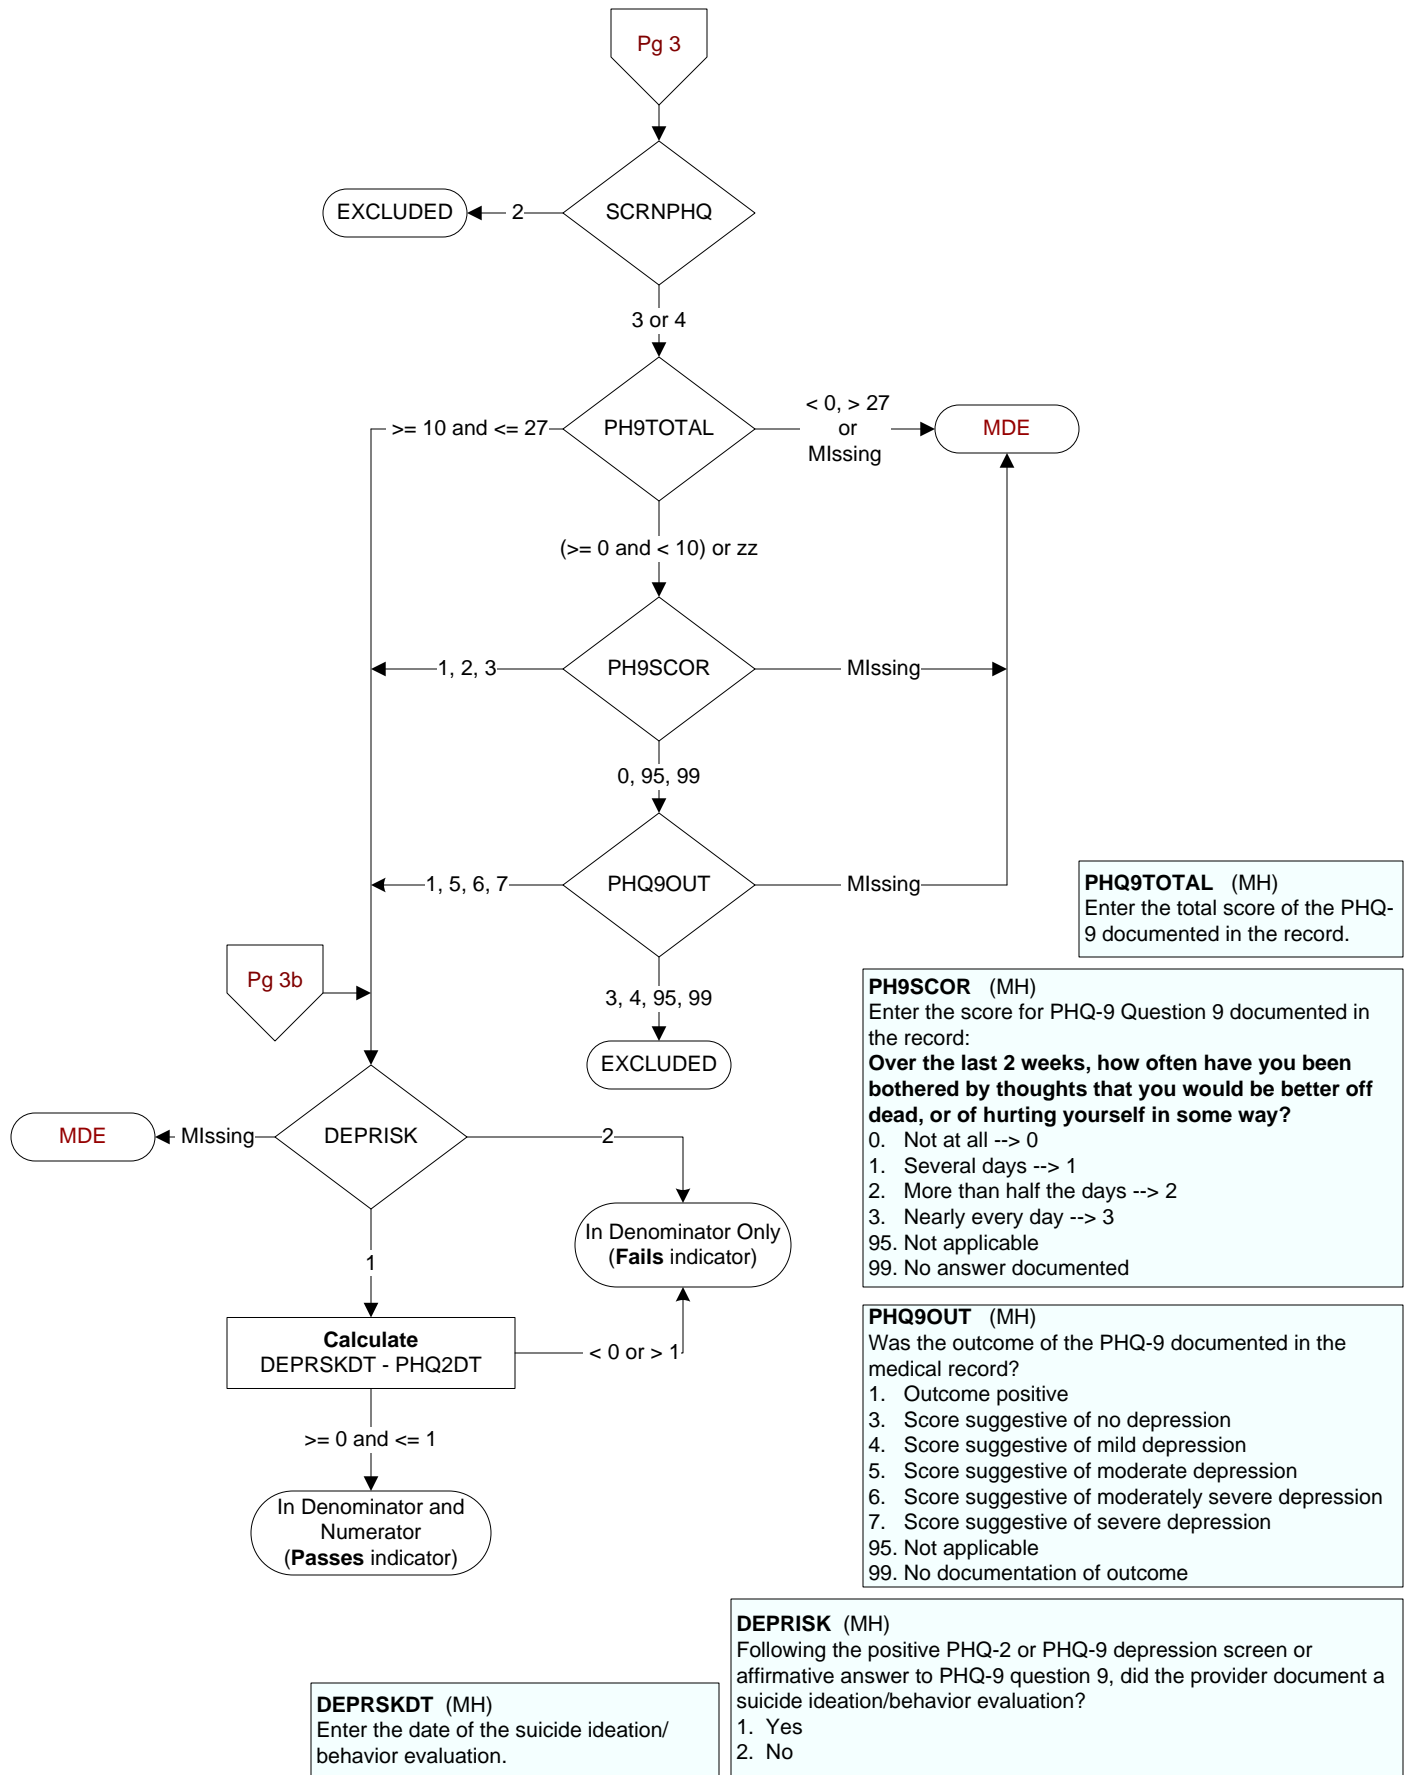 Pg 3
SCRNPHQ
EXCLUDED
2
3 or 4
PH9TOTAL
>= 10 and <= 27
< 0, > 27
or
MIssing
MDE
(>= 0 and < 10) or zz
PH9SCOR
1, 2, 3
MIssing
0, 95, 99
PHQ9OUT
1, 5, 6, 7
MIssing
3, 4, 95, 99
EXCLUDED
Pg 3b
DEPRISK
MIssing
MDE
2
In Denominator Only
(Fails indicator)
1
Calculate
DEPRSKDT - PHQ2DT
< 0 or > 1
>= 0 and <= 1
In Denominator and
Numerator
(Passes indicator)
PHQ9TOTAL (MH)
Enter the total score of the PHQ-
9 documented in the record.
PH9SCOR (MH)
Enter the score for PHQ-9 Question 9 documented in
the record:
Over the last 2 weeks, how often have you been
bothered by thoughts that you would be better off
dead, or of hurting yourself in some way?
0. Not at all --> 0
1. Several days --> 1
2. More than half the days --> 2
3. Nearly every day --> 3
95. Not applicable
99. No answer documented
PHQ9OUT (MH)
Was the outcome of the PHQ-9 documented in the
medical record?
1. Outcome positive
3. Score suggestive of no depression
4. Score suggestive of mild depression
5. Score suggestive of moderate depression
6. Score suggestive of moderately severe depression
7. Score suggestive of severe depression
95. Not applicable
99. No documentation of outcome
DEPRISK (MH)
Following the positive PHQ-2 or PHQ-9 depression screen or
affirmative answer to PHQ-9 question 9, did the provider document a
suicide ideation/behavior evaluation?
1. Yes
2. No
DEPRSKDT (MH)
Enter the date of the suicide ideation/
behavior evaluation.